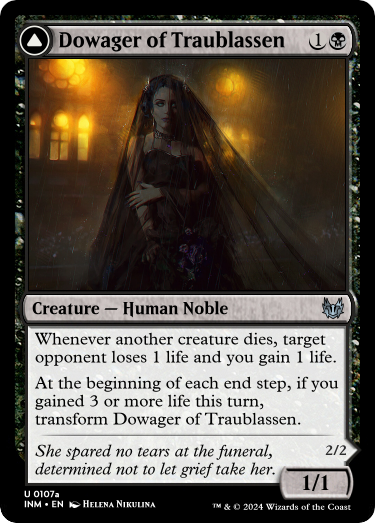 Dowager of Traublassen 1
Creature — Human Noble
Whenever another creature dies, target
opponent loses 1 life and you gain 1 life.
At the beginning of each end step, if you
gained 3 or more life this turn,
transform Dowager of Traublassen.
She spared no tears at the funeral,
determined not to let grief take her.
2/2
1/1
U 0107a
INM • EN Helena Nikulina
™ & © 2024 Wizards of the Coast